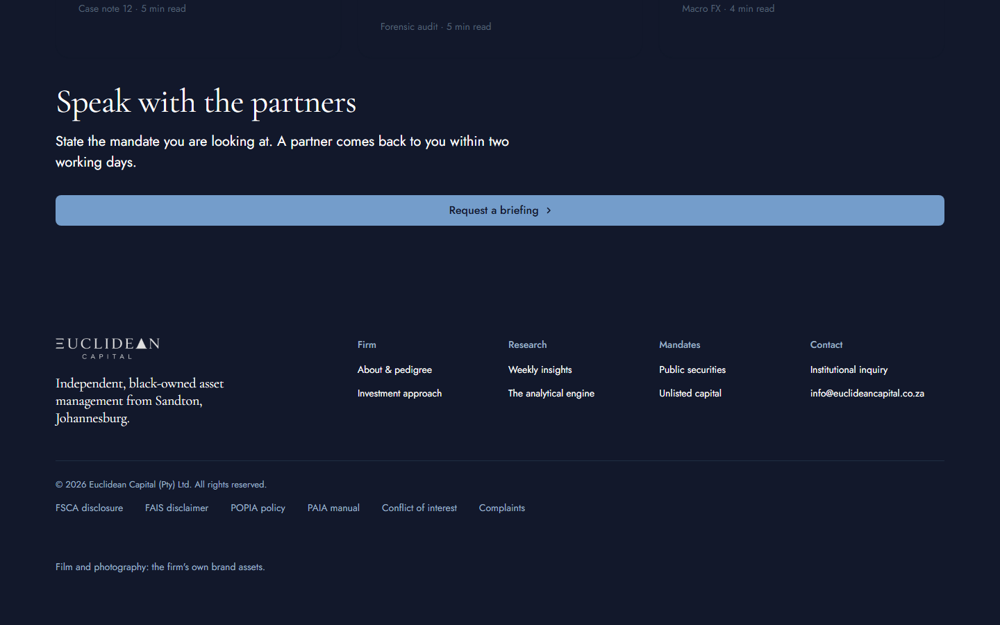 Case note 12 · 5 min read
Macro FX · 4 min read
Forensic audit · 5 min read
Speak with the partners
State the mandate you are looking at. A partner comes back to you within two
working days.
Request a briefing
EUCLIDEAN
CAPITAL
Independent, black-owned asset
management from Sandton,
Johannesburg.
Firm
About & pedigree
Investment approach
Research
Weekly insights
The analytical engine
Mandates
Public securities
Unlisted capital
Contact
Institutional inquiry
info@euclideancapital.co.za
© 2026 Euclidean Capital (Pty) Ltd. All rights reserved.
FSCA disclosure FAIS disclaimer POPIA policy PAIA manual Conflict of interest Complaints
Film and photography: the firm's own brand assets.